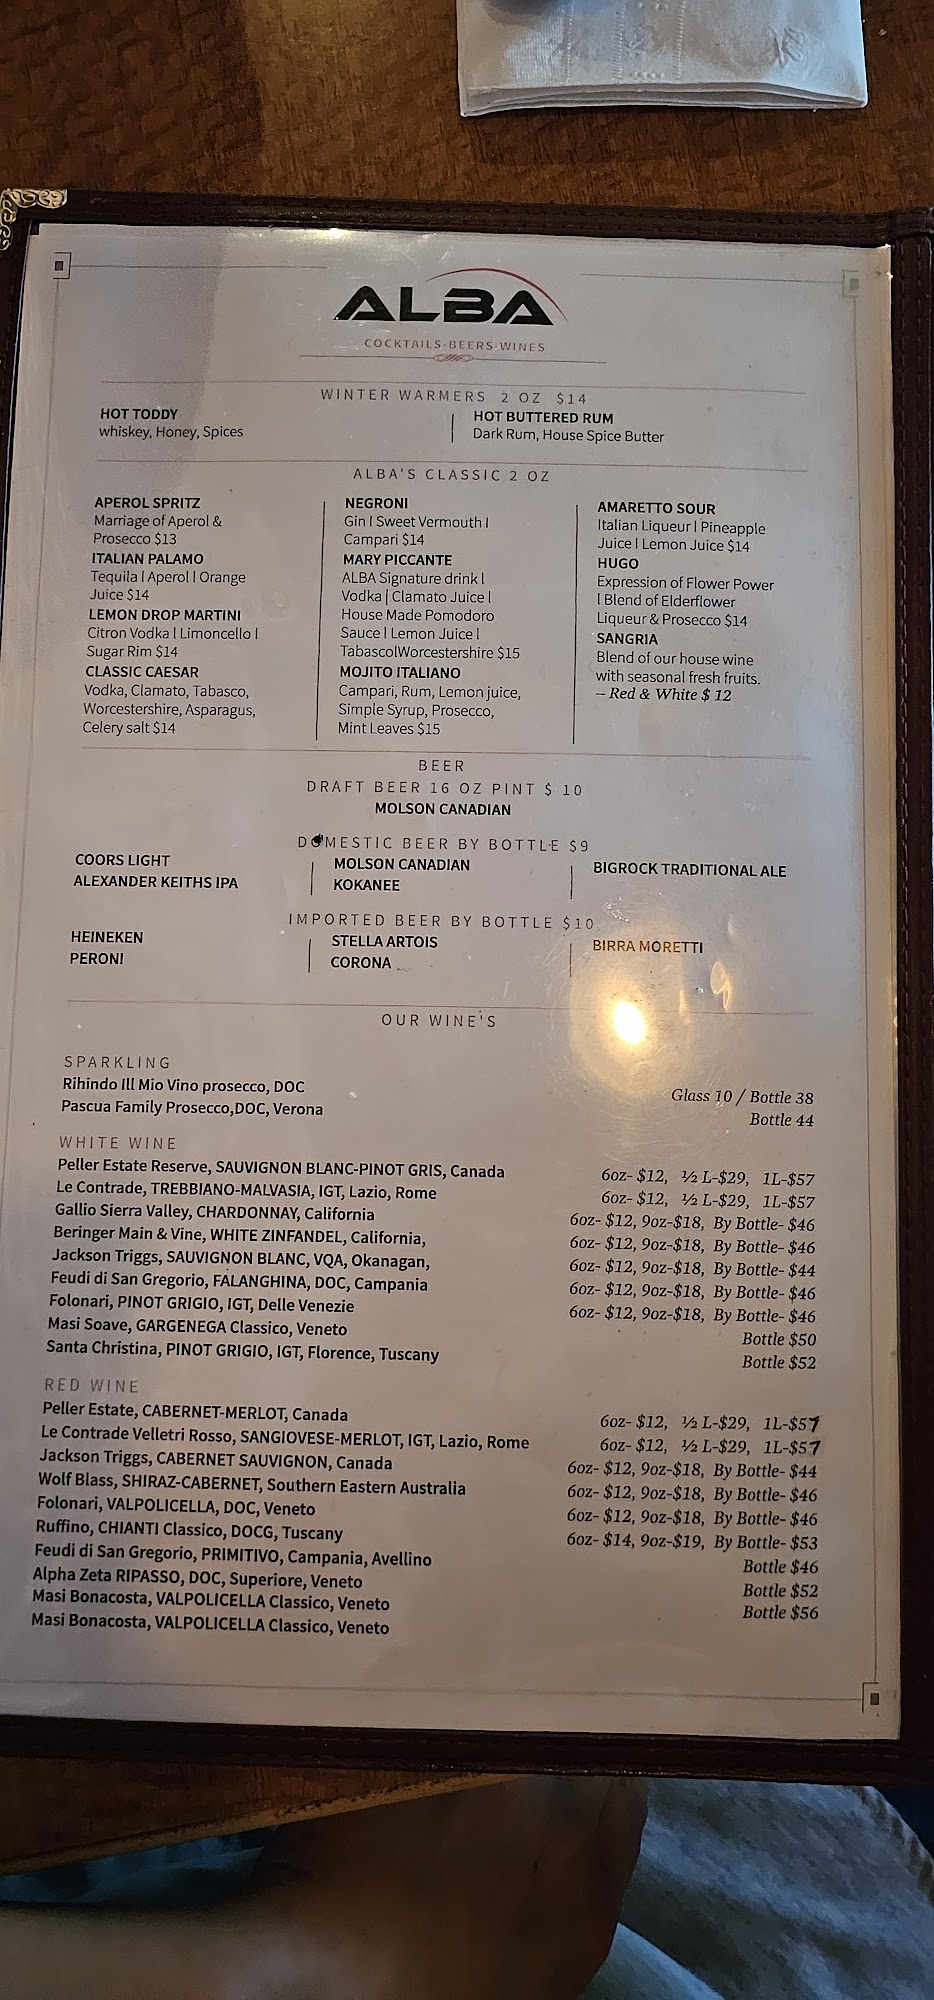 ALBA
COCKTAILS-BEERS-WINES
WINTER WARMERS 2 OZ $14
HOT TODDY
whiskey, Honey, Spices
HOT BUTTERED RUM
Dark Rum, House Spice Butter
ALBA'S CLASSIC 2 OZ
APEROL SPRITZ
Marriage of Aperol &
Prosecco $13
ITALIAN PALAMO
Tequila l Aperol l Orange
Juice $14
LEMON DROP MARTINI
Citron Vodka l Limoncello l
Sugar Rim $14
CLASSIC CAESAR
Vodka, Clamato, Tabasco,
Worcestershire, Asparagus,
Celery salt $14
NEGRONI
Gin l Sweet Vermouth l
Campari $14
MARY PICCANTE
ALBA Signature drink l
Vodka | Clamato Juice l
House Made Pomodoro
Sauce l Lemon Juice l
TabascolWorcestershire $15
MOJITO ITALIANO
Campari, Rum, Lemon juice,
Simple Syrup, Prosecco,
Mint Leaves $15
AMARETTO SOUR
Italian Liqueur l Pineapple
Juice l Lemon Juice $14
HUGO
Expression of Flower Power
l Blend of Elderflower
Liqueur & Prosecco $14
SANGRIA
Blend of our house wine
with seasonal fresh fruits.
– Red & White $ 12
BEER
DRAFT BEER 16 OZ PINT $ 10
MOLSON CANADIAN
DOMESTIC BEER BY BOTTLE $9
COORS LIGHT
ALEXANDER KEITHS IPA
MOLSON CANADIAN
KOKANEE
BIGROCK TRADITIONAL ALE
IMPORTED BEER BY BOTTLE $10
HEINEKEN
PERONI
STELLA ARTOIS
CORONA
BIRRA MORETTI
OUR WINE'S
SPARKLING
Rihindo Ill Mio Vino prosecco, DOC Glass 10 / Bottle 38
Pascua Family Prosecco,DOC, Verona Bottle 44
WHITE WINE
Peller Estate Reserve, SAUVIGNON BLANC-PINOT GRIS, Canada 6oz- $12, ½ L-$29, 1L-$57
Le Contrade, TREBBIANO-MALVASIA, IGT, Lazio, Rome 6oz- $12, ½ L-$29, 1L-$57
Gallio Sierra Valley, CHARDONNAY, California 6oz- $12, 9oz-$18, By Bottle- $46
Beringer Main & Vine, WHITE ZINFANDEL, California, 6oz- $12, 9oz-$18, By Bottle- $46
Jackson Triggs, SAUVIGNON BLANC, VQA, Okanagan, 6oz- $12, 9oz-$18, By Bottle- $44
Feudi di San Gregorio, FALANGHINA, DOC, Campania 6oz- $12, 9oz-$18, By Bottle- $46
Folonari, PINOT GRIGIO, IGT, Delle Venezie 6oz- $12, 9oz-$18, By Bottle- $46
Masi Soave, GARGENEGA Classico, Veneto Bottle $50
Santa Christina, PINOT GRIGIO, IGT, Florence, Tuscany Bottle $52
RED WINE
Peller Estate, CABERNET-MERLOT, Canada 6oz- $12, ½ L-$29, 1L-$57
Le Contrade Velletri Rosso, SANGIOVESE-MERLOT, IGT, Lazio, Rome 6oz- $12, ½ L-$29, 1L-$57
Jackson Triggs, CABERNET SAUVIGNON, Canada 6oz- $12, 9oz-$18, By Bottle- $44
Wolf Blass, SHIRAZ-CABERNET, Southern Eastern Australia 6oz- $12, 9oz-$18, By Bottle- $46
Folonari, VALPOLICELLA, DOC, Veneto 6oz- $12, 9oz-$18, By Bottle- $46
Ruffino, CHIANTI Classico, DOCG, Tuscany 6oz- $14, 9oz-$19, By Bottle- $53
Feudi di San Gregorio, PRIMITIVO, Campania, Avellino Bottle $46
Alpha Zeta RIPASSO, DOC, Superiore, Veneto Bottle $52
Masi Bonacosta, VALPOLICELLA Classico, Veneto Bottle $56
Masi Bonacosta, VALPOLICELLA Classico, Veneto